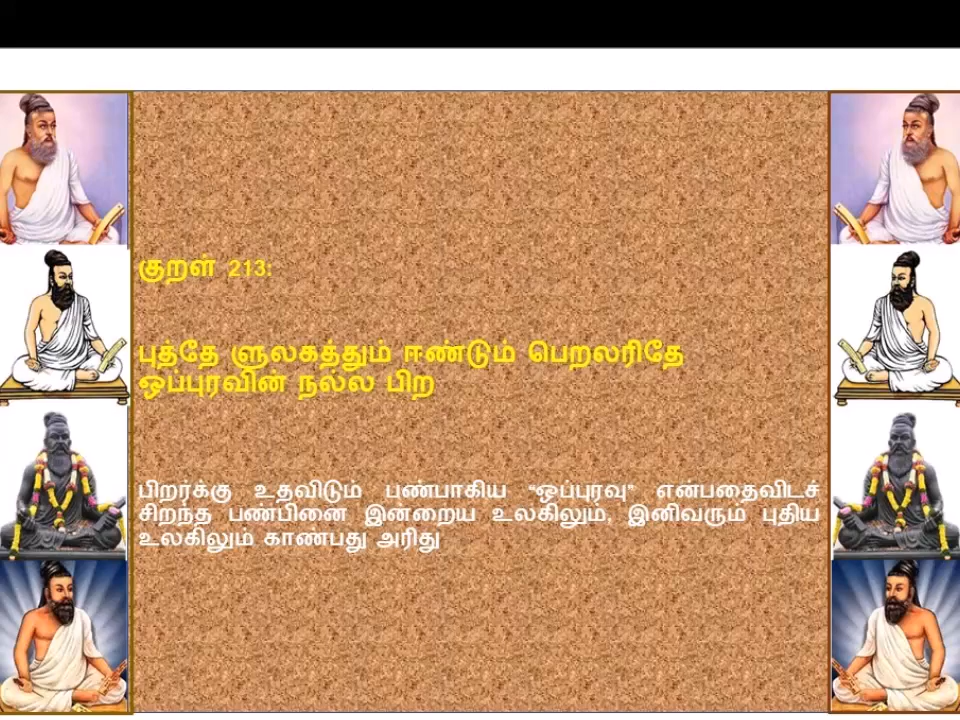 குறள் 213:
புத்தே ளுலகத்தும் ஈண்டும் பெறலரிதே
ஒப்புரவின் நல்ல பிற
பிறர்க்கு உதவிடும் பண்பாகிய “ஒப்புரவு” என்பதைவிடச்
சிறந்த பண்பினை இன்றைய உலகிலும், இனிவரும் புதிய
உலகிலும் காண்பது அரிது